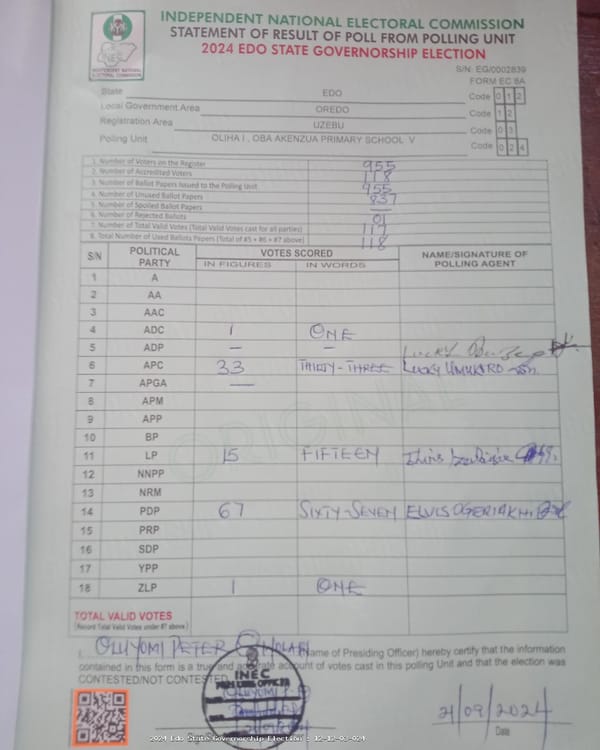 INDEPENDENT NATIONAL ELECTORAL COMMISSION
STATEMENT OF RESULT OF POLL FROM POLLING UNIT
2024 EDO STATE GOVERNORSHIP ELECTION
INEC
INDEPENDENT NATIONAL ELECTORAL COMMISSION
S/N: EG/0002839
FORM EC 8A
State EDO Code 0 1 2
Local Government Area OREDO Code 1 2
Registration Area UZEBU Code 0 3
Polling Unit OLIHA I , OBA AKENZUA PRIMARY SCHOOL V Code 0 2 4
1. Number of Voters on the Register 955
2. Number of Accredited Voters 118
3. Number of Ballot Papers Issued to the Polling Unit 955
4. Number of Unused Ballot Papers 837
5. Number of Spoiled Ballot Papers —
6. Number of Rejected Ballots 01
7. Number of Total Valid Votes (Total Valid Votes cast for all parties) 117
8. Total Number of Used Ballots Papers (Total of #5 + #6 + #7 above) 118
S/N POLITICAL PARTY VOTES SCORED NAME/SIGNATURE OF POLLING AGENT
IN FIGURES IN WORDS
1 A
2 AA
3 AAC
4 ADC 1 ONE
5 ADP — — LUCKY
6 APC 33 THIRTY-THREE LUCKY
7 APGA —
8 APM
9 APP
10 BP
11 LP 15 FIFTEEN
12 NNPP
13 NRM
14 PDP 67 SIXTY-SEVEN ELVIS OGERIAKHI
15 PRP
16 SDP
17 YPP
18 ZLP 1 ONE
ORIGINAL
TOTAL VALID VOTES
(Record Total Valid Votes under #7 above)
I, OLUYOMI PETER (Name of Presiding Officer) hereby certify that the information
contained in this form is a true and accurate account of votes cast in this polling Unit and that the election was
CONTESTED/NOT CONTESTED
INEC
PRESIDING OFFICER
OLUYOMI
21/09/2024
Date
2024 Edo State Governorship Election : 12-12-03-024